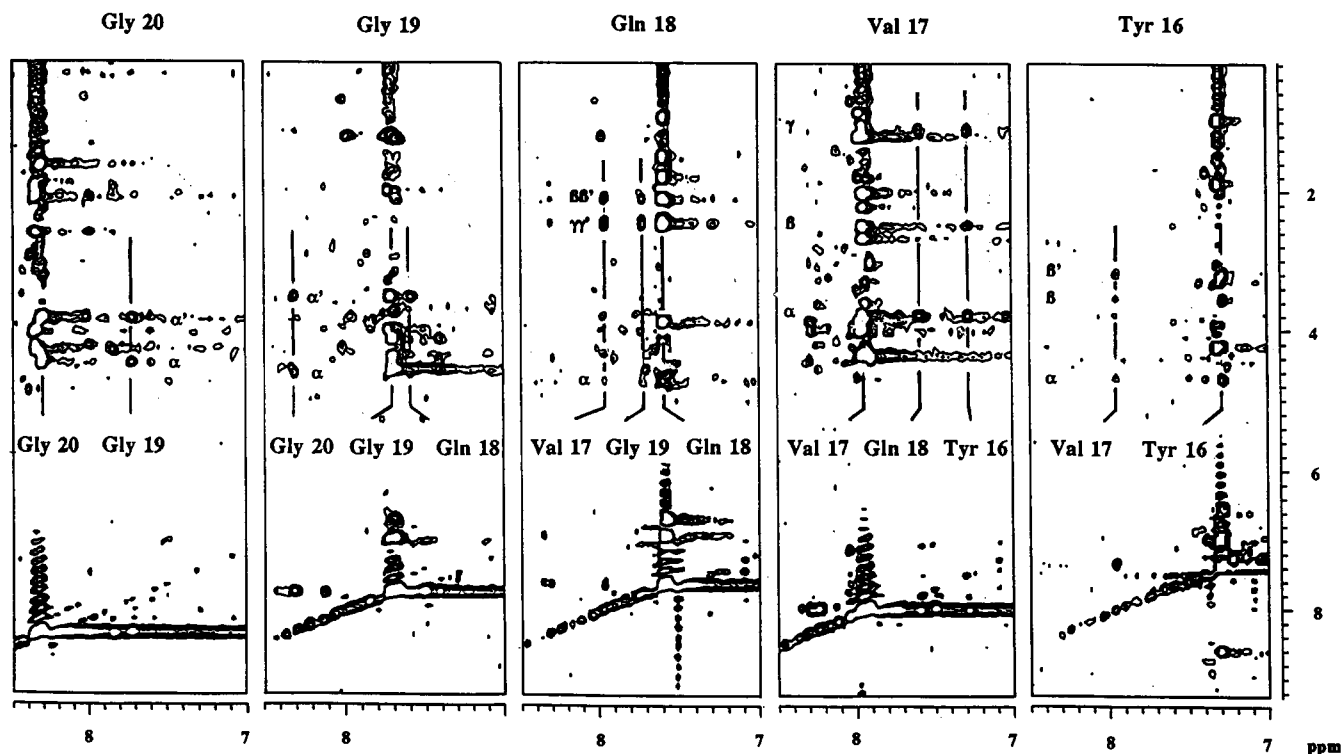 Gly 20 Gly 19 Gln 18 Val 17 Tyr 16
γ
ββ' 2
γγ' β
β'
α' β
α' α
4
α α α α
Gly 20 Gly 19 Gly 20 Gly 19 Gln 18 Val 17 Gly 19 Gln 18 Val 17 Gln 18 Tyr 16 Val 17 Tyr 16
6
8
8 7 8 7 8 7 8 7 8 7 ppm